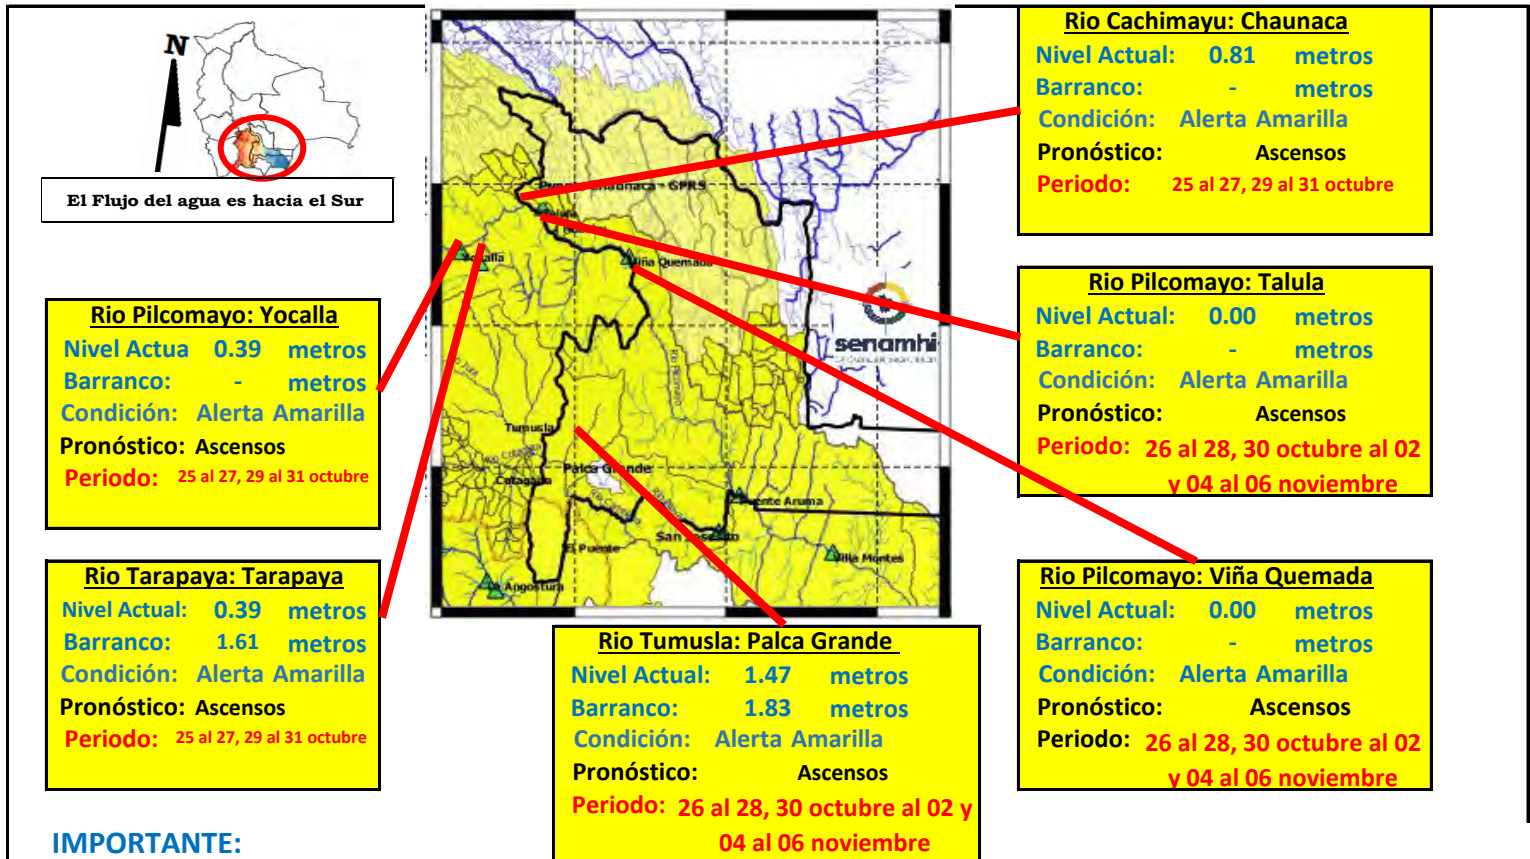 N
El Flujo del agua es hacia el Sur
Rio Cachimayu: Chaunaca
Nivel Actual: 0.81 metros
Barranco: - metros
Condición: Alerta Amarilla
Pronóstico: Ascensos
Periodo: 25 al 27, 29 al 31 octubre
Rio Pilcomayo: Talula
Nivel Actual: 0.00 metros
Barranco: - metros
Condición: Alerta Amarilla
Pronóstico: Ascensos
Periodo: 26 al 28, 30 octubre al 02
y 04 al 06 noviembre
Rio Pilcomayo: Yocalla
Nivel Actua 0.39 metros
Barranco: - metros
Condición: Alerta Amarilla
Pronóstico: Ascensos
Periodo: 25 al 27, 29 al 31 octubre
Rio Tarapaya: Tarapaya
Nivel Actual: 0.39 metros
Barranco: 1.61 metros
Condición: Alerta Amarilla
Pronóstico: Ascensos
Periodo: 25 al 27, 29 al 31 octubre
Rio Tumusla: Palca Grande
Nivel Actual: 1.47 metros
Barranco: 1.83 metros
Condición: Alerta Amarilla
Pronóstico: Ascensos
Periodo: 26 al 28, 30 octubre al 02 y
04 al 06 noviembre
Rio Pilcomayo: Viña Quemada
Nivel Actual: 0.00 metros
Barranco: - metros
Condición: Alerta Amarilla
Pronóstico: Ascensos
Periodo: 26 al 28, 30 octubre al 02
y 04 al 06 noviembre
Chaunaca - GPRS
Viña Quemada
senamhi
Tumusla
Palca Grande
Cotagaita
Puente Aruma
San Josesito
El Puente
Villa Montes
Angostura
IMPORTANTE: